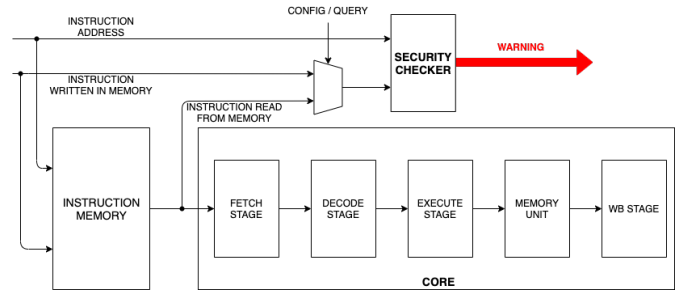 CONFIG / QUERY
INSTRUCTION
ADDRESS
SECURITY
CHECKER
WARNING
INSTRUCTION
WRITTEN IN MEMORY
INSTRUCTION READ
FROM MEMORY
INSTRUCTION
MEMORY
FETCH
STAGE
DECODE
STAGE
EXECUTE
STAGE
MEMORY
UNIT
WB STAGE
CORE